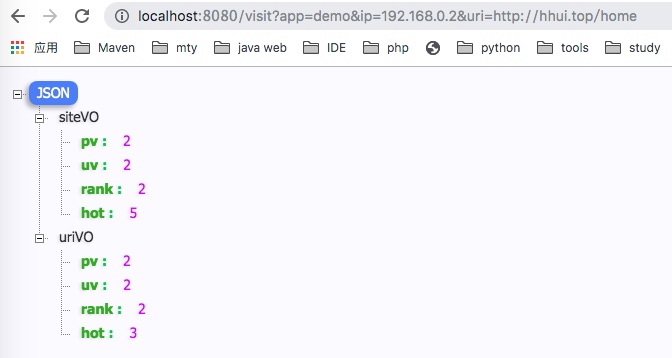 localhost:8080/visit?app=demo&ip=192.168.0.2&uri=http://hhui.top/home
应用 Maven mty java web IDE php python tools study
JSON
siteVO
pv : 2
uv : 2
rank : 2
hot : 5
uriVO
pv : 2
uv : 2
rank : 2
hot : 3